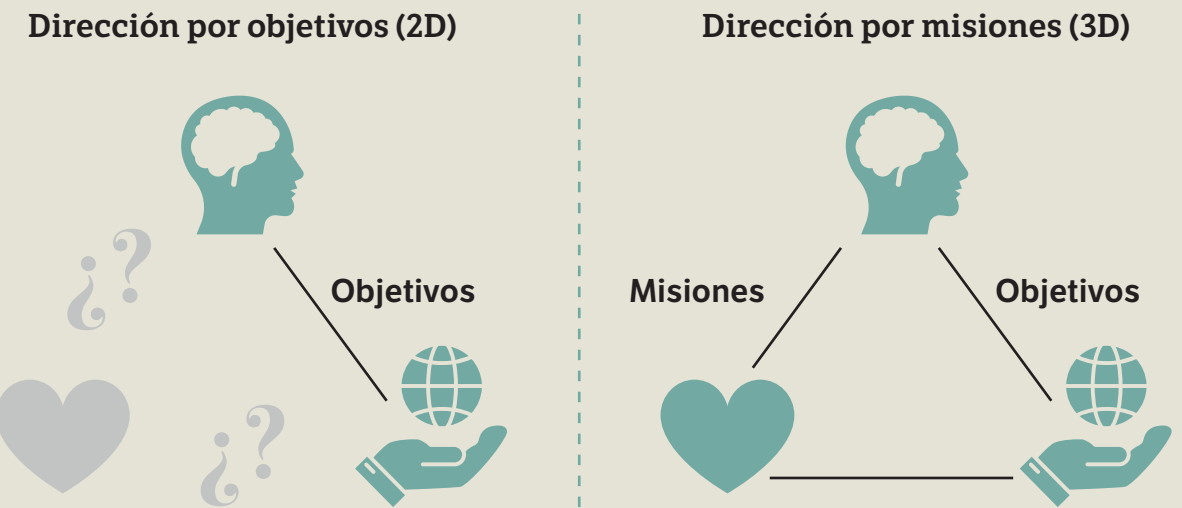 Dirección por objetivos (2D)
¿?
Objetivos
¿?
Dirección por misiones (3D)
Misiones
Objetivos